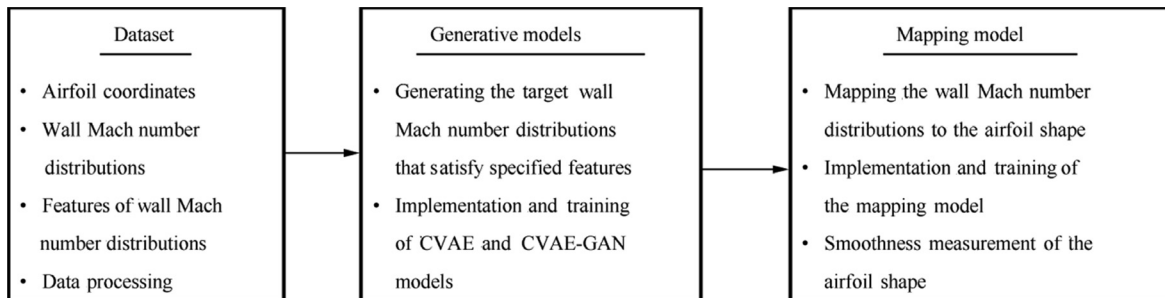 Dataset
• Airfoil coordinates
• Wall Mach number
distributions
• Features of wall Mach
number distributions
• Data processing
Generative models
• Generating the target wall
Mach number distributions
that satisfy specified features
• Implementation and training
of CVAE and CVAE-GAN
models
Mapping model
• Mapping the wall Mach number
distributions to the airfoil shape
• Implementation and training of
the mapping model
• Smoothness measurement of the
airfoil shape